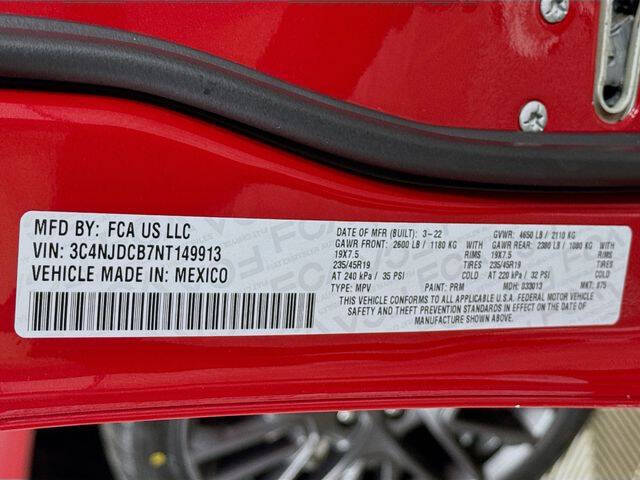 MFD BY: FCA US LLC
VIN: 3C4NJDCB7NT149913
VEHICLE MADE IN: MEXICO
DATE OF MFR (BUILT): 3-22 GVWR: 4650 LB / 2110 KG
GAWR FRONT: 2600 LB / 1180 KG GAWR REAR: 2380 LB / 1080 KG
19X7.5 RIMS 19X7.5 RIMS
235/45R19 TIRES 235/45R19 TIRES
AT 240 kPa / 35 PSI COLD AT 220 kPa / 32 PSI COLD
TYPE: MPV PAINT: PRM MDH: 033013 MKT: 875
THIS VEHICLE CONFORMS TO ALL APPLICABLE U.S.A. FEDERAL MOTOR VEHICLE
SAFETY AND THEFT PREVENTION STANDARDS IN EFFECT ON THE DATE OF
MANUFACTURE SHOWN ABOVE.